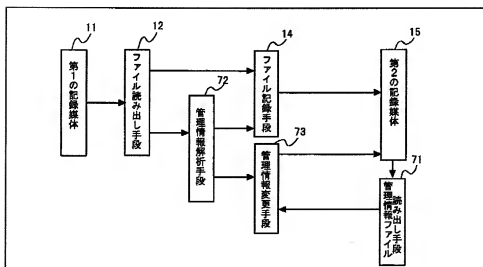 11
第1の記録媒体
12
ファイル読み出し手段
72
管理情報解析手段
14
ファイル記録手段
73
管理情報変更手段
15
第2の記録媒体
71
管理情報ファイル
読み出し手段